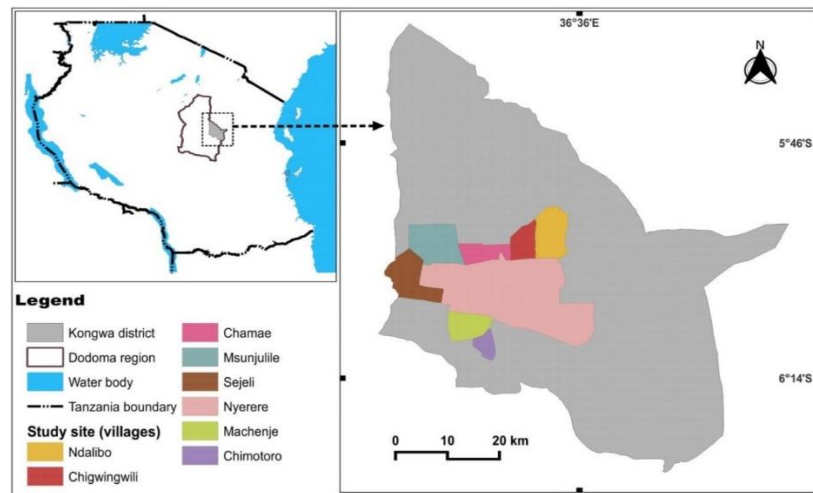 36°36'E
N
5°46'S
6°14'S
Legend
Kongwa district
Dodoma region
Water body
Tanzania boundary
Study site (villages)
Ndalibo
Chigwingwili
Chamae
Msunjulile
Sejeli
Nyerere
Machenje
Chimotoro
0 10 20 km